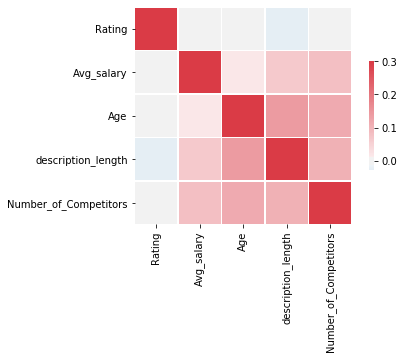 Rating
Avg_salary
Age
description_length
Number_of_Competitors
0.3
0.2
0.1
0.0
Rating
Avg_salary
Age
description_length
Number_of_Competitors